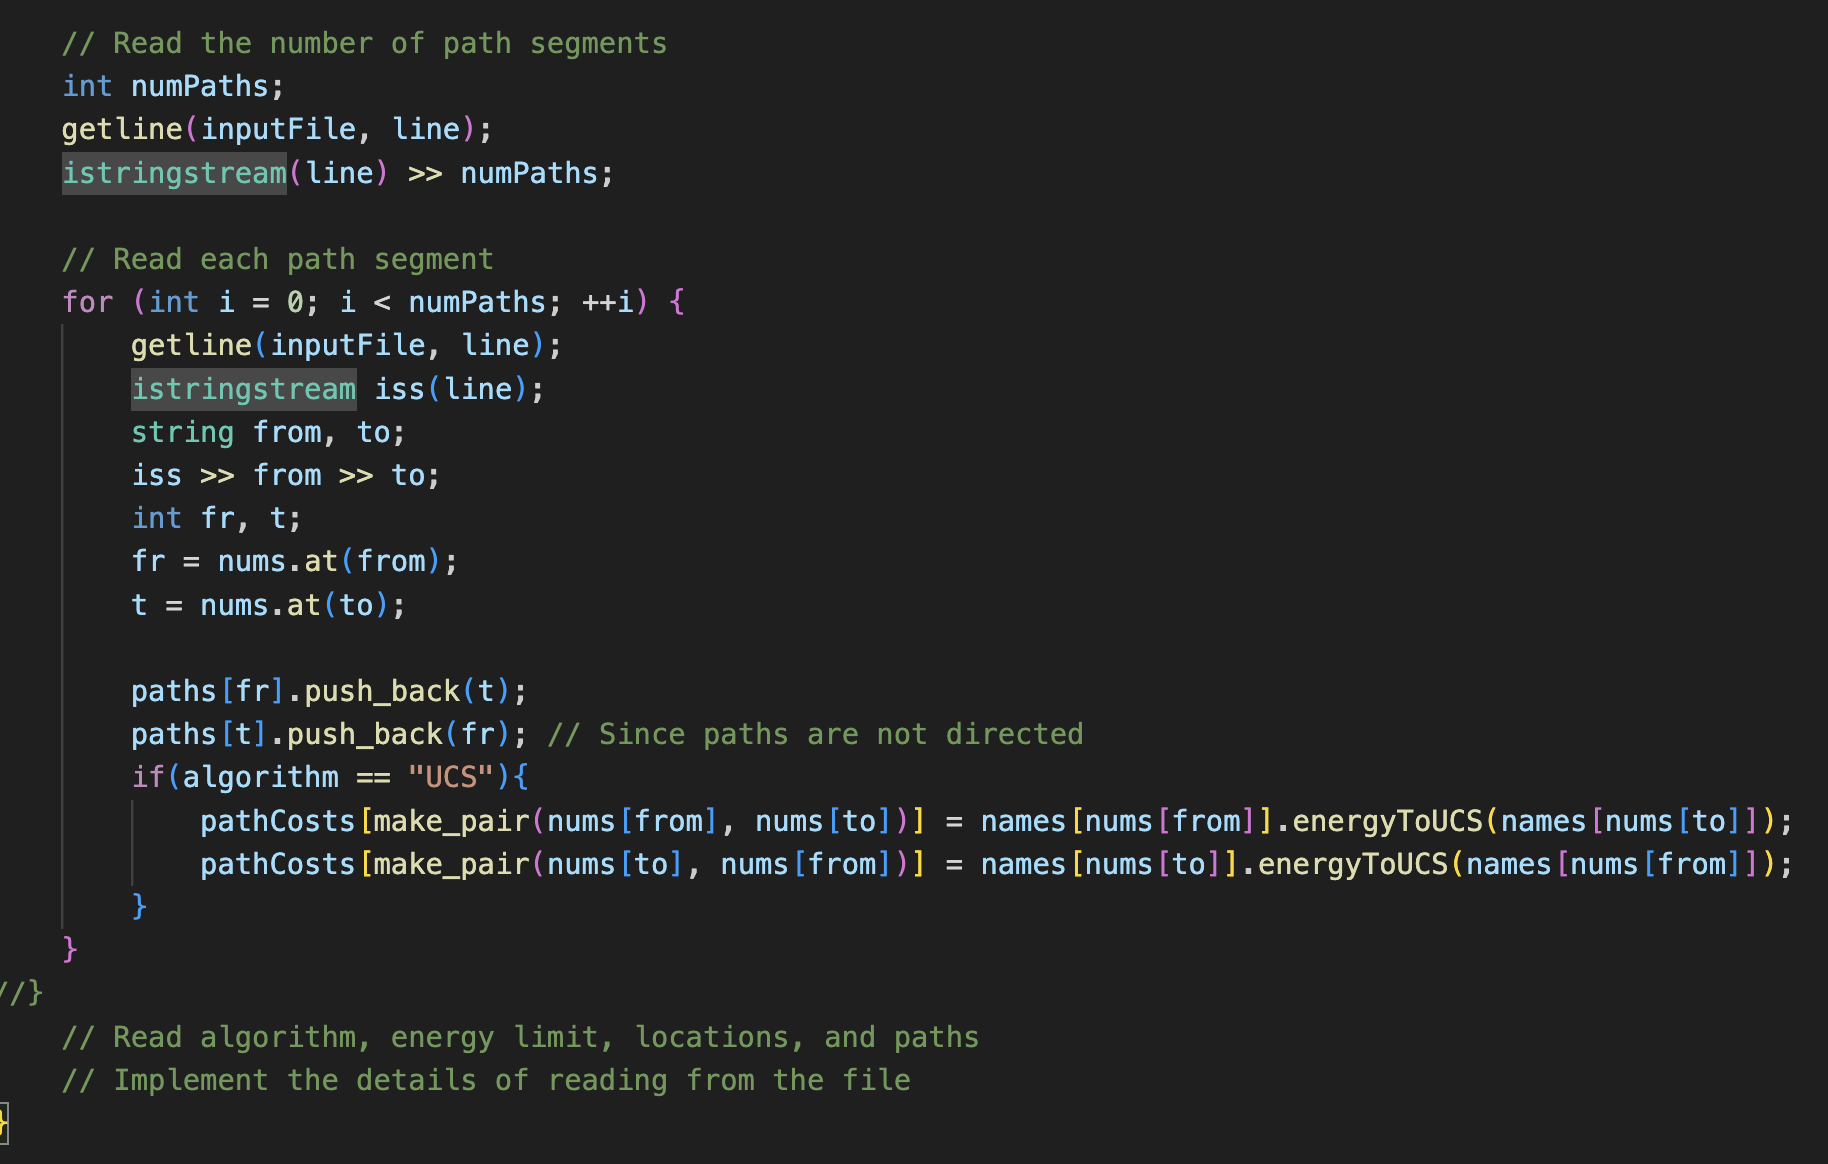 // Read the number of path segments
int numPaths;
getline(inputFile, line);
istringstream(line) >> numPaths;
// Read each path segment
for (int i = 0; i < numPaths; ++i) {
getline(inputFile, line);
istringstream iss(line);
string from, to;
iss >> from >> to;
int fr, t;
fr = nums.at(from);
t = nums.at(to);
paths[fr].push_back(t);
paths[t].push_back(fr); // Since paths are not directed
if(algorithm == "UCS"){
pathCosts[make_pair(nums[from], nums[to])] = names[nums[from]].energyToUCS(names[nums[to]]);
pathCosts[make_pair(nums[to], nums[from])] = names[nums[to]].energyToUCS(names[nums[from]]);
}
}
//}
// Read algorithm, energy limit, locations, and paths
// Implement the details of reading from the file
}